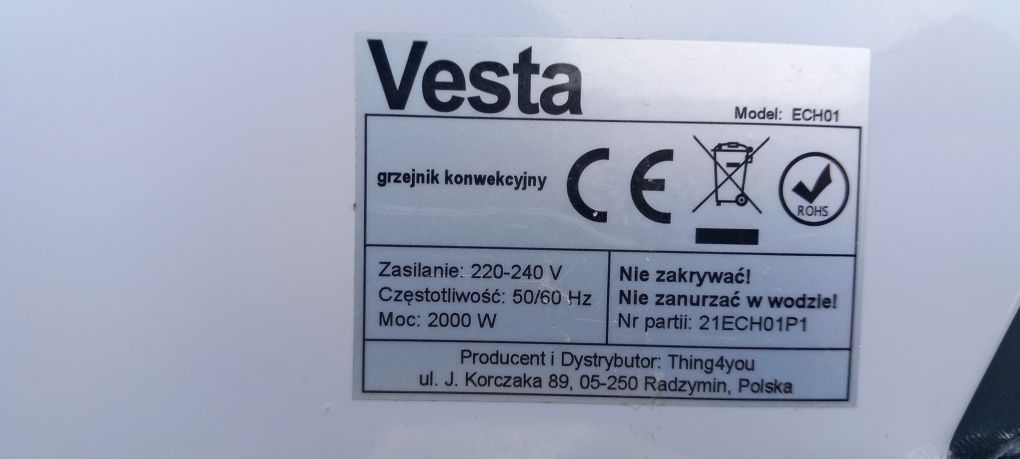 Vesta
Model: ECH01
grzejnik konwekcyjny
CE
ROHS
Zasilanie: 220-240 V
Częstotliwość: 50/60 Hz
Moc: 2000 W
Nie zakrywać!
Nie zanurzać w wodzie!
Nr partii: 21ECH01P1
Producent i Dystrybutor: Thing4you
ul. J. Korczaka 89, 05-250 Radzymin, Polska